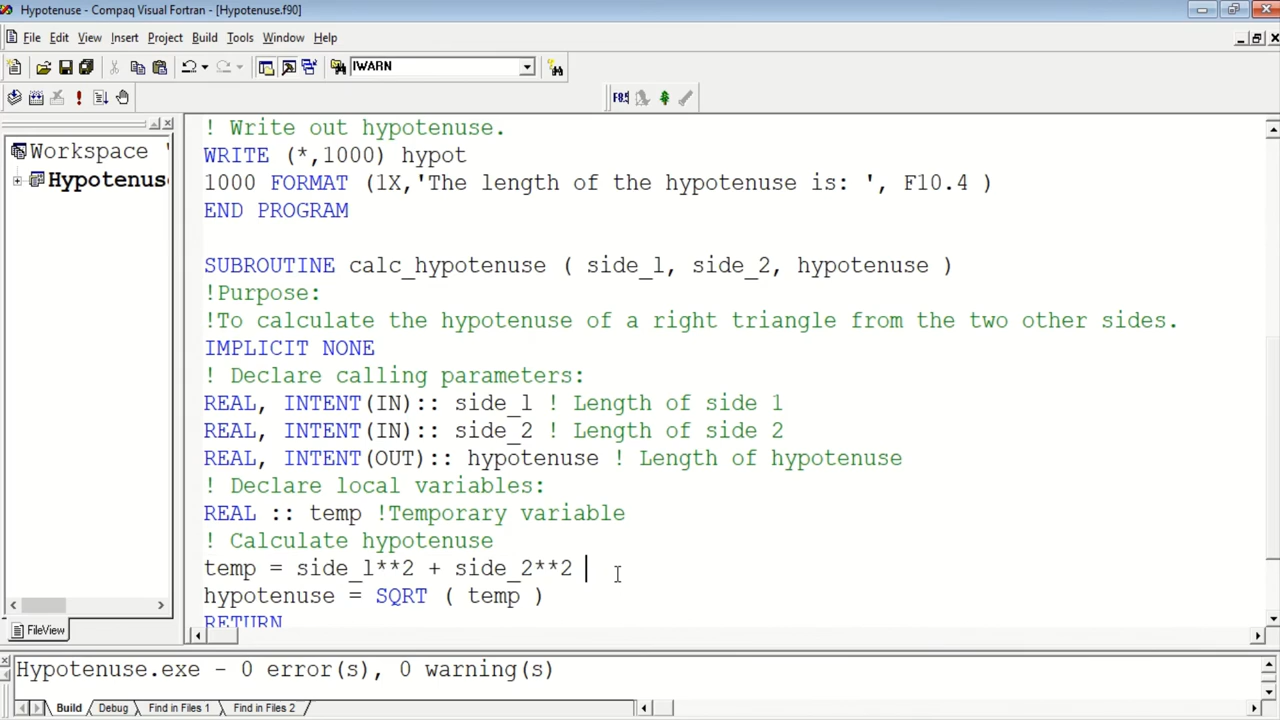 Hypotenuse - Compaq Visual Fortran - [Hypotenuse.f90]
File Edit View Insert Project Build Tools Window Help
IWARN
F85!
! Write out hypotenuse.
WRITE (*,1000) hypot
1000 FORMAT (1X,'The length of the hypotenuse is: ', F10.4 )
END PROGRAM
Workspace '
Hypotenus
SUBROUTINE calc_hypotenuse ( side_l, side_2, hypotenuse )
!Purpose:
!To calculate the hypotenuse of a right triangle from the two other sides.
IMPLICIT NONE
! Declare calling parameters:
REAL, INTENT(IN):: side_l ! Length of side 1
REAL, INTENT(IN):: side_2 ! Length of side 2
REAL, INTENT(OUT):: hypotenuse ! Length of hypotenuse
! Declare local variables:
REAL :: temp !Temporary variable
! Calculate hypotenuse
temp = side_l**2 + side_2**2
hypotenuse = SQRT ( temp )
RETURN
FileView
Hypotenuse.exe - 0 error(s), 0 warning(s)
Build Debug Find in Files 1 Find in Files 2